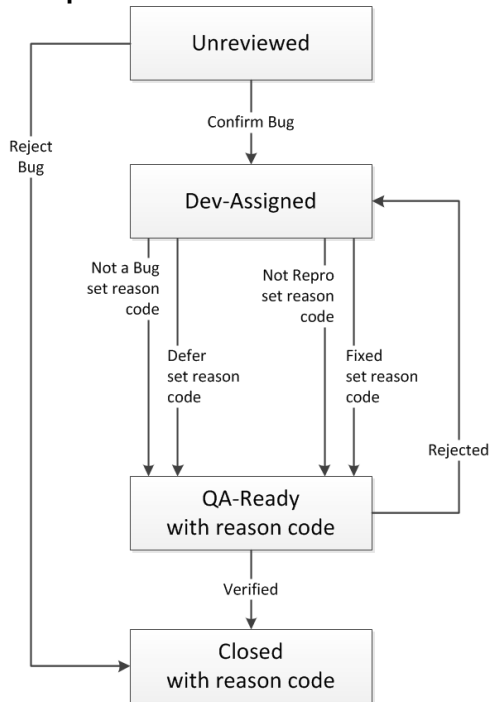 Unreviewed
Confirm Bug
Reject
Bug
Dev-Assigned
Not a Bug
set reason
code
Not Repro
set reason
code
Defer
set reason
code
Fixed
set reason
code
Rejected
QA-Ready
with reason code
Verified
Closed
with reason code